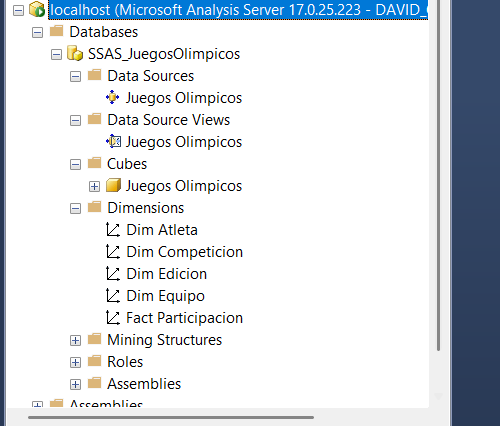 localhost (Microsoft Analysis Server 17.0.25.223 - DAVID_
Databases
SSAS_JuegosOlimpicos
Data Sources
Juegos Olimpicos
Data Source Views
Juegos Olimpicos
Cubes
Juegos Olimpicos
Dimensions
Dim Atleta
Dim Competicion
Dim Edicion
Dim Equipo
Fact Participacion
Mining Structures
Roles
Assemblies
Assemblies